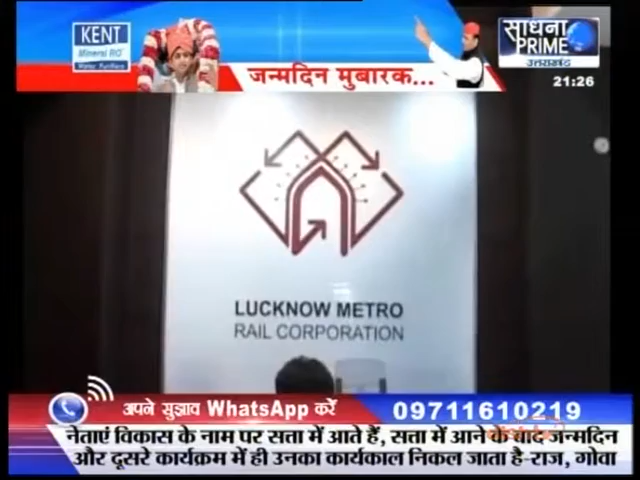 KENT
Mineral RO
Water Purifiers
जन्मदिन मुबारक...
साधना
PRIME
उत्तराखंड
21:26
LUCKNOW METRO
RAIL CORPORATION
अपने सुझाव WhatsApp करें
09711610219
नेताएं विकास के नाम पर सत्ता में आते हैं, सत्ता में आने के बाद जन्मदिन
और दूसरे कार्यक्रम में ही उनका कार्यकाल निकल जाता है-राज, गोवा